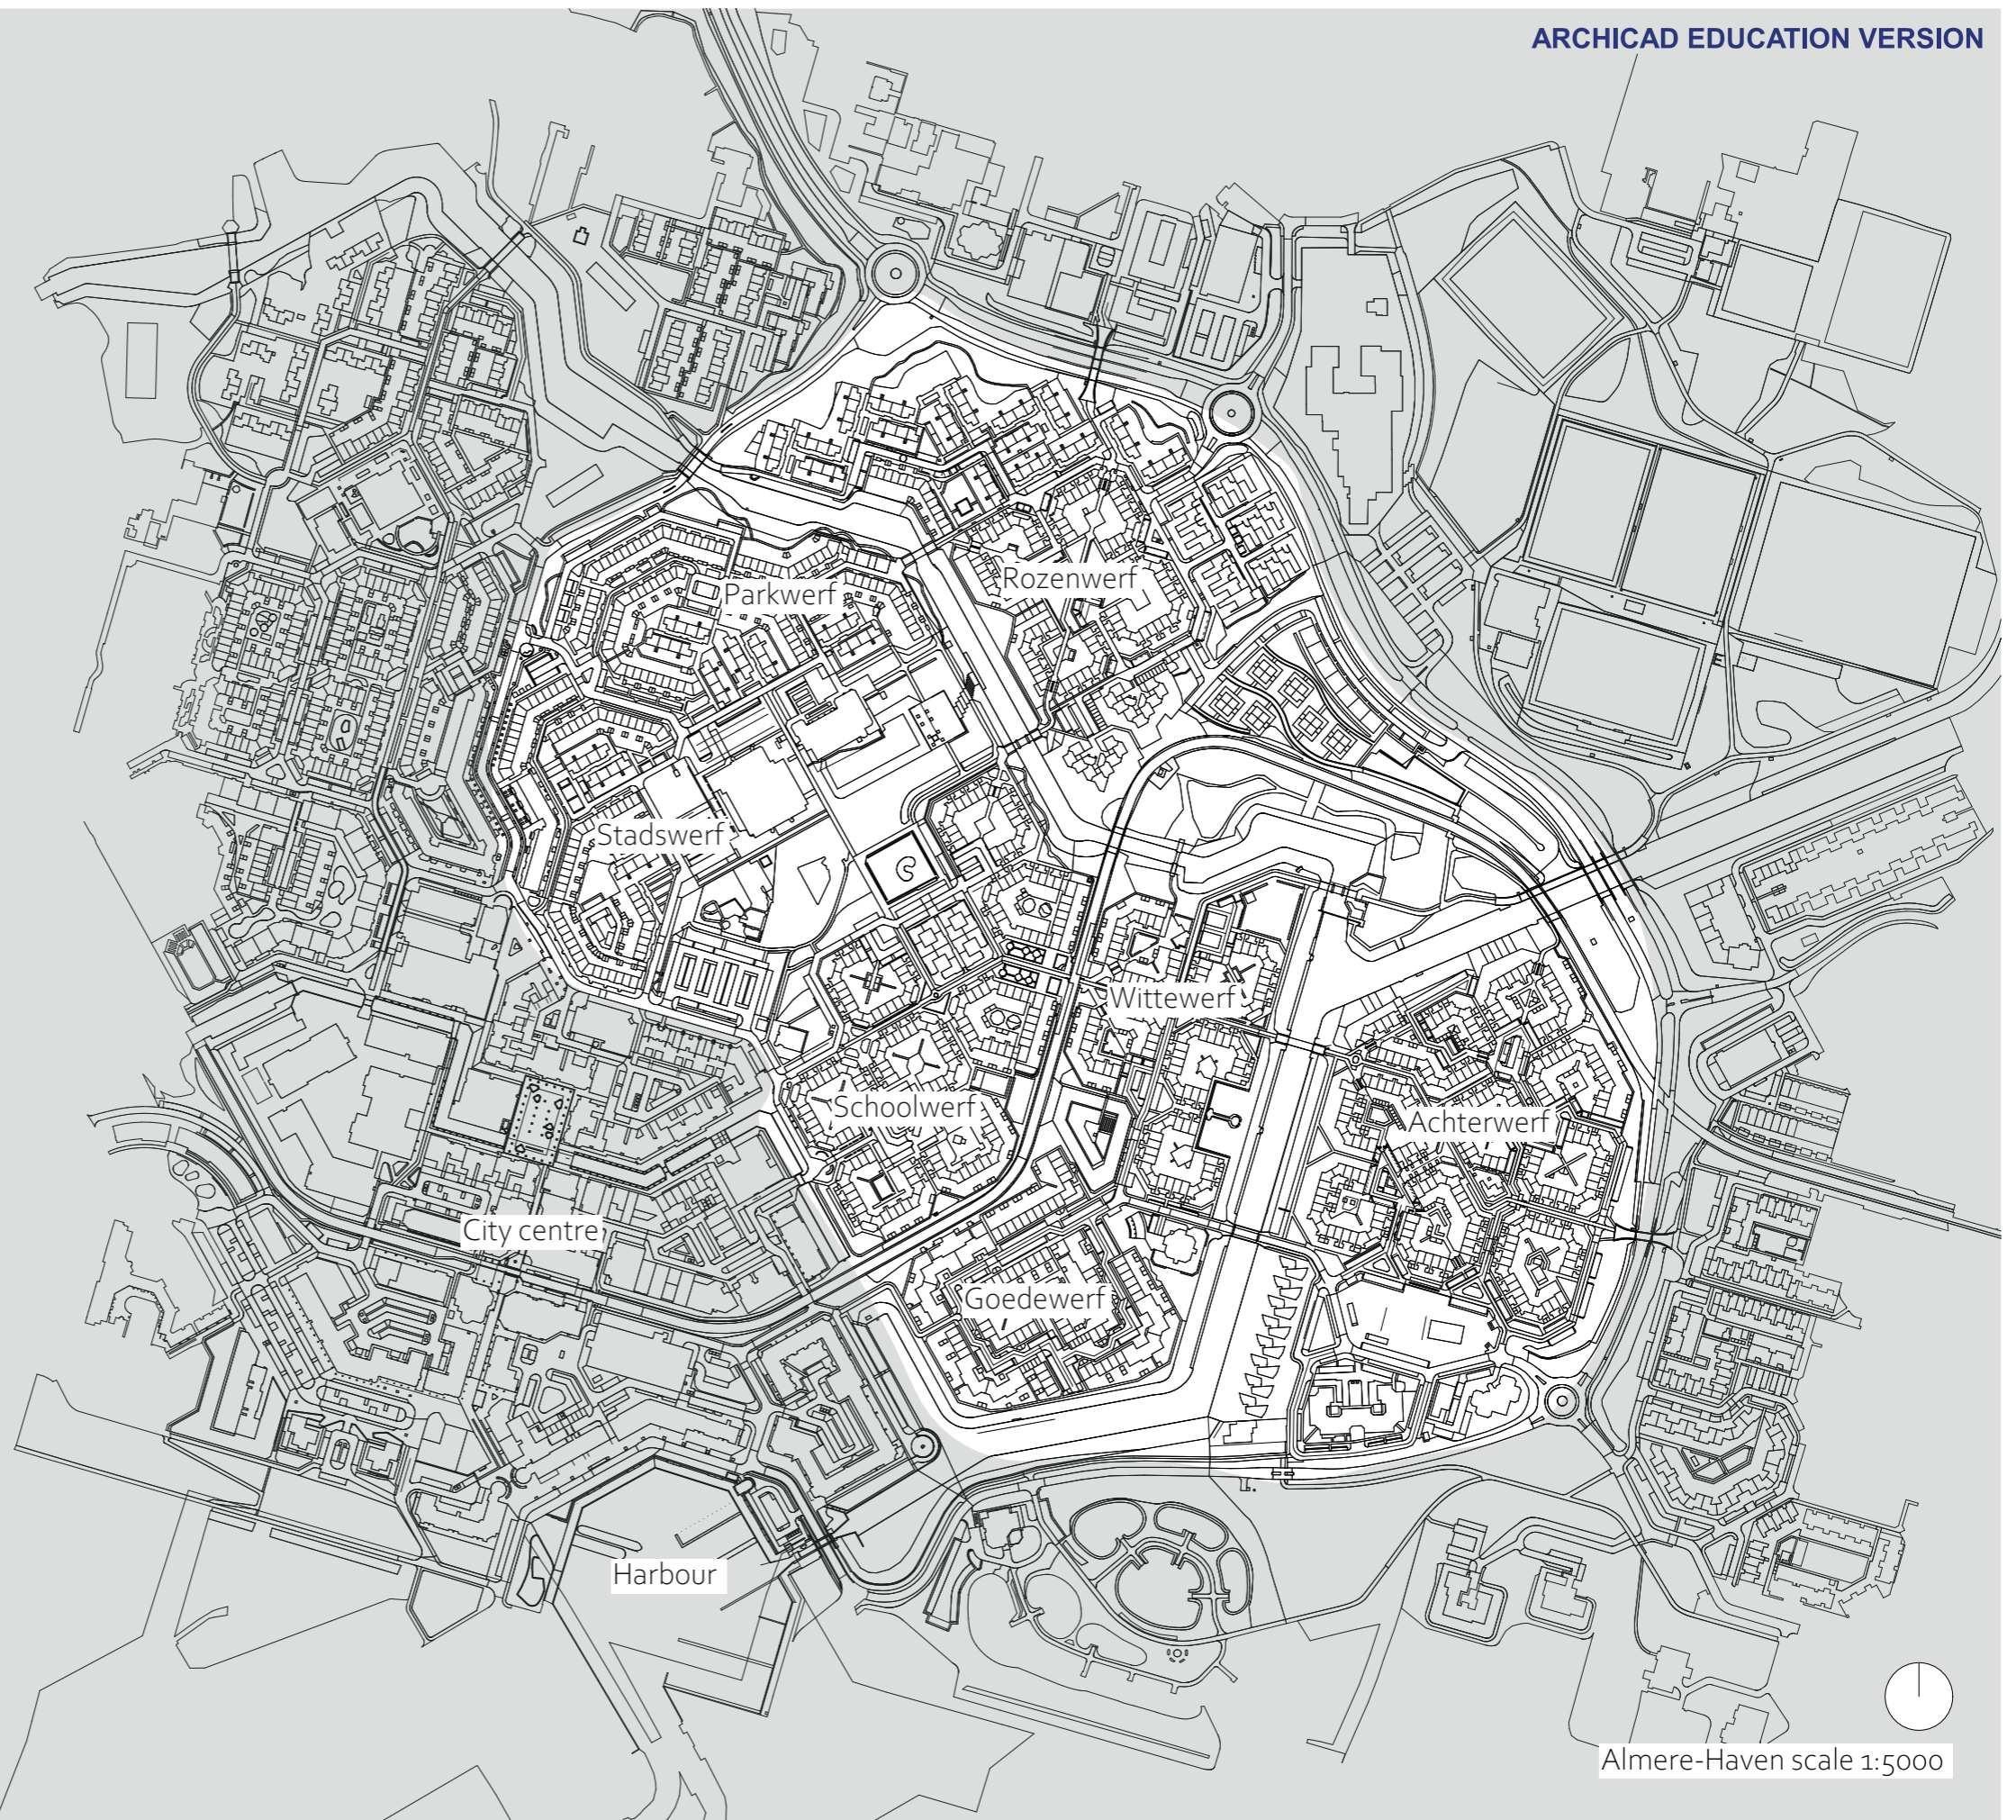 ARCHICAD EDUCATION VERSION
Rozenwerf
Parkwerf
Stadswerf
Wittewerf
Schoolwerf
Achterwerf
City centre
Goedewerf
Harbour
Almere-Haven scale 1:5000